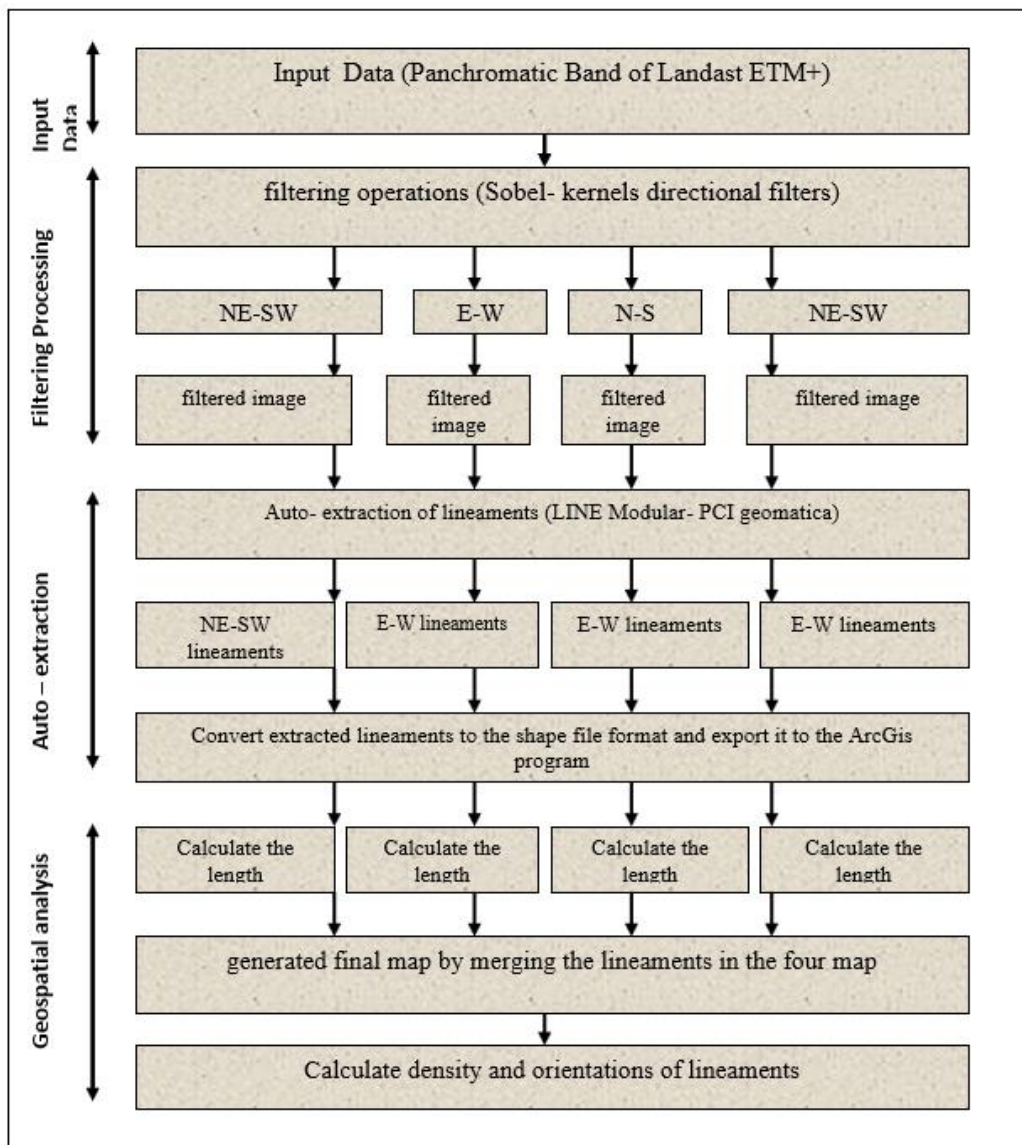 Input
Data
Input Data (Panchromatic Band of Landast ETM+)
Filtering Processing
filtering operations (Sobel- kernels directional filters)
NE-SW
E-W
N-S
NE-SW
filtered image
filtered
image
filtered
image
filtered image
Auto – extraction
Auto- extraction of lineaments (LINE Modular- PCI geomatica)
NE-SW
lineaments
E-W lineaments
E-W lineaments
E-W lineaments
Convert extracted lineaments to the shape file format and export it to the ArcGis
program
Geospatial analysis
Calculate the
length
Calculate the
length
Calculate the
length
Calculate the
length
generated final map by merging the lineaments in the four map
Calculate density and orientations of lineaments